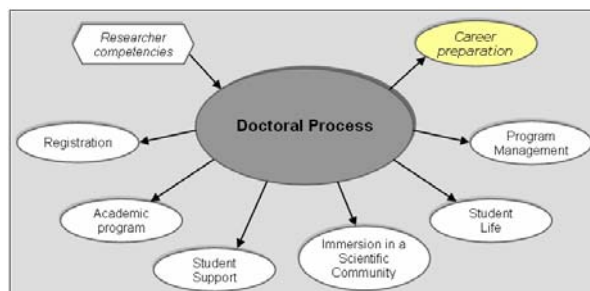 Researcher
competencies
Career
preparation
Doctoral Process
Registration
Program
Management
Academic
program
Student
Life
Student
Support
Immersion in a
Scientific
Community